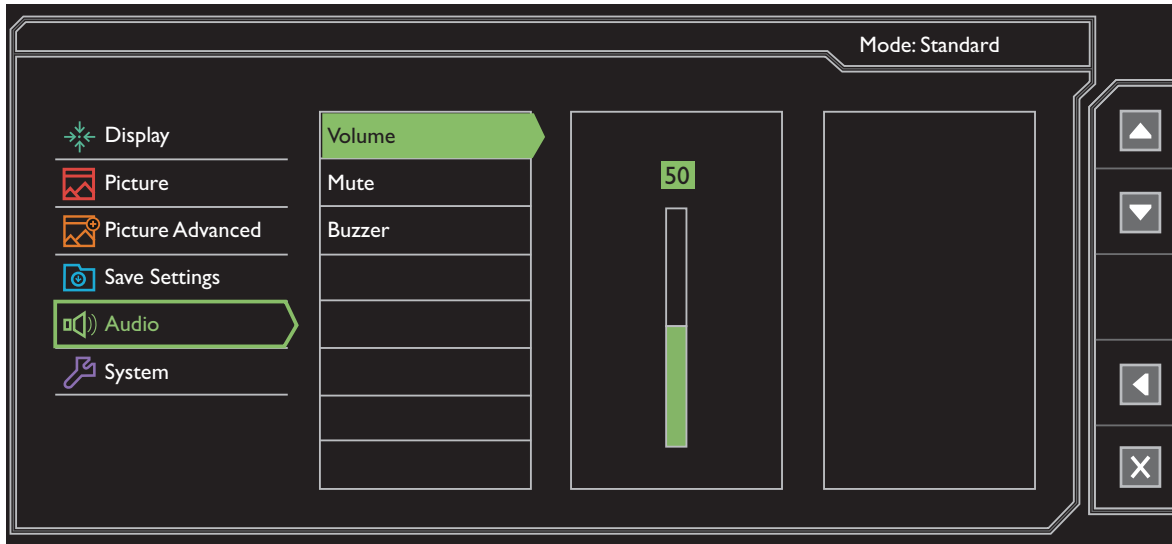 Mode: Standard
Display
Picture
Picture Advanced
Save Settings
Audio
System
Volume
Mute
Buzzer
50